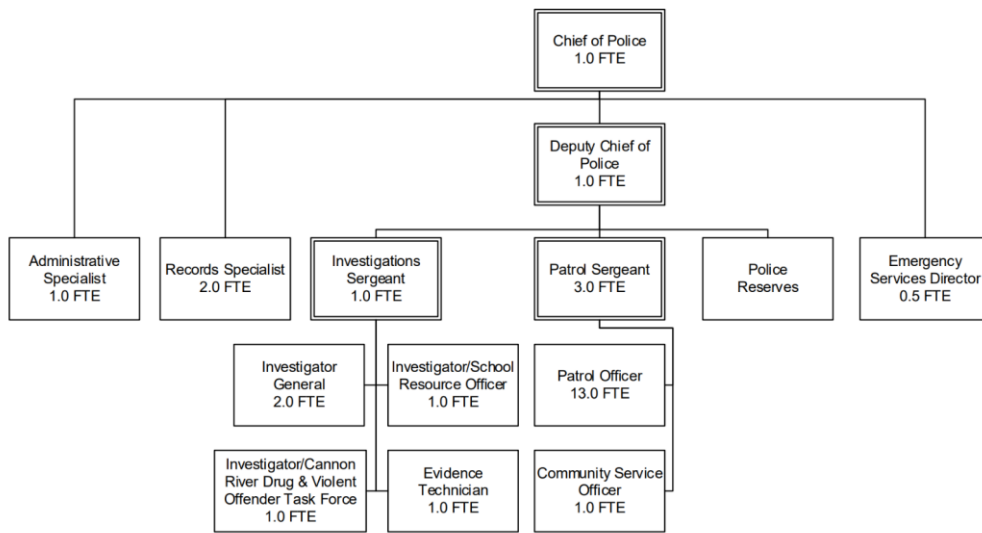 Chief of Police
1.0 FTE
Deputy Chief of
Police
1.0 FTE
Administrative
Specialist
1.0 FTE
Records Specialist
2.0 FTE
Investigations
Sergeant
1.0 FTE
Patrol Sergeant
3.0 FTE
Police
Reserves
Emergency
Services Director
0.5 FTE
Investigator
General
2.0 FTE
Investigator/School
Resource Officer
1.0 FTE
Patrol Officer
13.0 FTE
Investigator/Cannon
River Drug & Violent
Offender Task Force
1.0 FTE
Evidence
Technician
1.0 FTE
Community Service
Officer
1.0 FTE